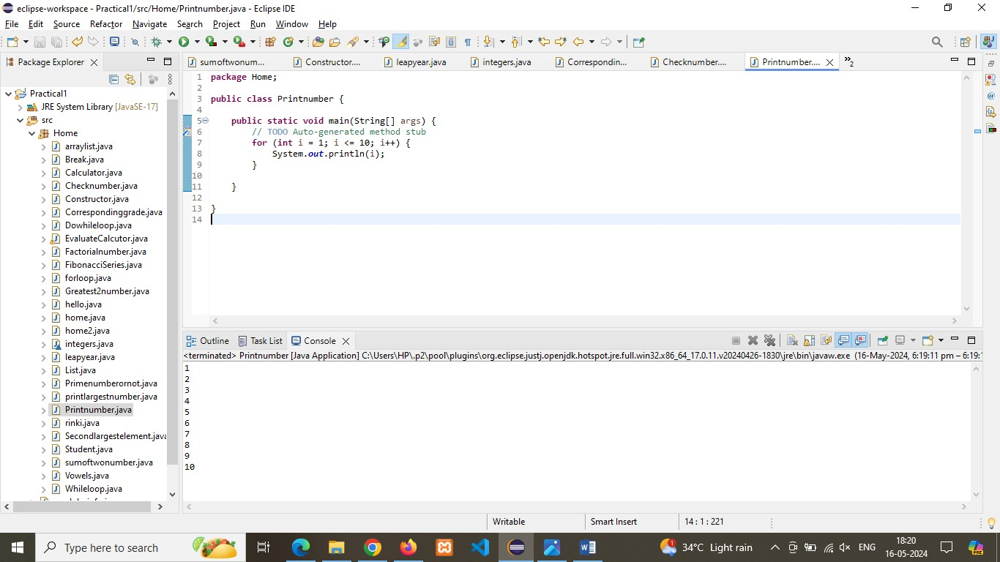 eclipse-workspace - Practical1/src/Home/Printnumber.java - Eclipse IDE
File Edit Source Refactor Navigate Search Project Run Window Help
Package Explorer
Practical1
JRE System Library [JavaSE-17]
src
Home
arraylist.java
Break.java
Calculator.java
Checknumber.java
Constructor.java
Correspondinggrade.java
Dowhileloop.java
EvaluateCalcutor.java
Factorialnumber.java
FibonacciSeries.java
forloop.java
Greatest2number.java
hello.java
home.java
home2.java
integers.java
leapyear.java
List.java
Primenumberornot.java
printlargestnumber.java
Printnumber.java
rinki.java
Secondlargestelement.java
Student.java
sumoftwonumber.java
Vowels.java
Whileloop.java
sumoftwonum... Constructor.... leapyear.java integers.java Correspondin... Checknumber.... Printnumber.... »2
1 package Home;
2
3 public class Printnumber {
4
5 public static void main(String[] args) {
6 // TODO Auto-generated method stub
7 for (int i = 1; i <= 10; i++) {
8 System.out.println(i);
9 }
10
11 }
12
13 }
14
Outline Task List Console
<terminated> Printnumber [Java Application] C:\Users\HP\.p2\pool\plugins\org.eclipse.justj.openjdk.hotspot.jre.full.win32.x86_64_17.0.11.v20240426-1830\jre\bin\javaw.exe (16-May-2024, 6:19:11 pm – 6:19:1
1
2
3
4
5
6
7
8
9
10
Writable Smart Insert 14 : 1 : 221
Type here to search
34°C Light rain ENG 18:20
16-05-2024